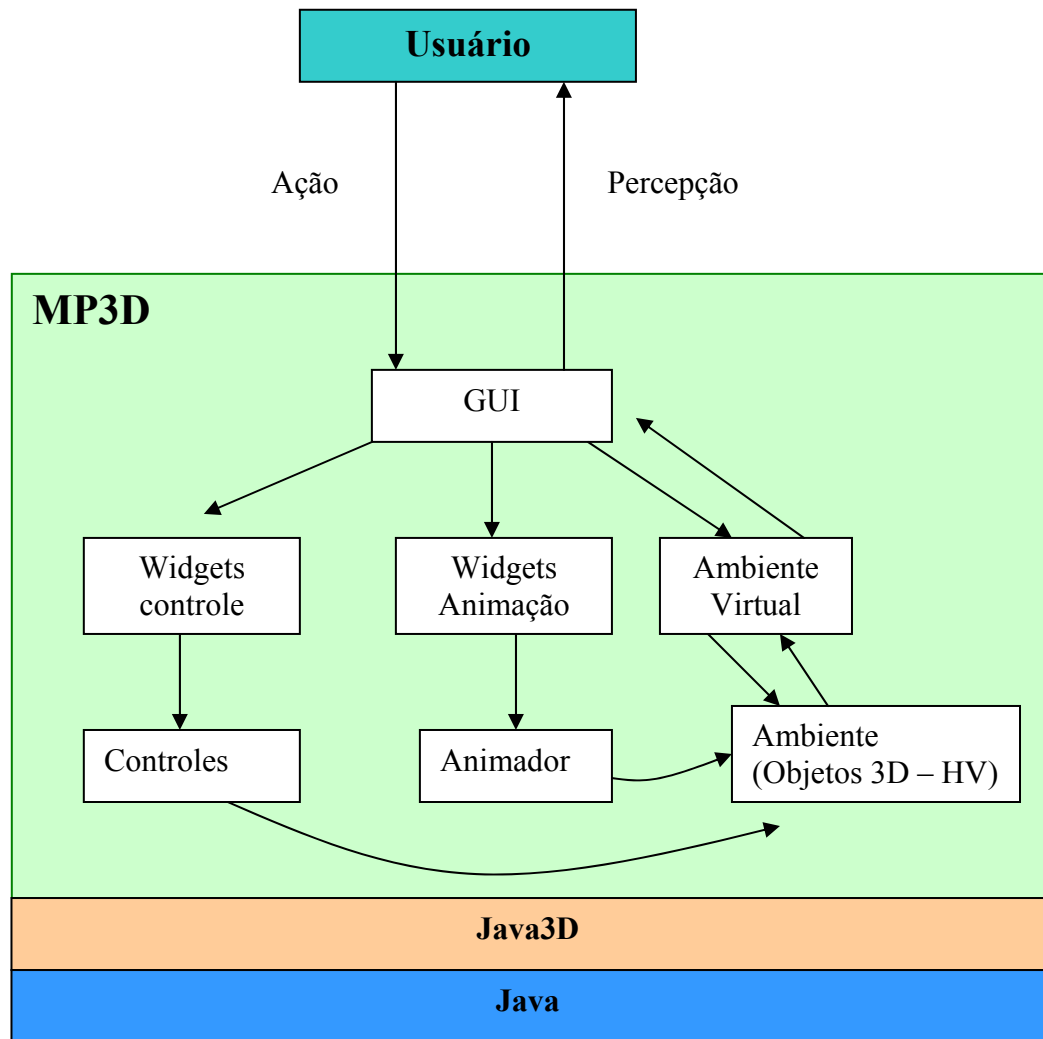 Usuário
Ação
Percepção
MP3D
GUI
Widgets
controle
Widgets
Animação
Ambiente
Virtual
Controles
Animador
Ambiente
(Objetos 3D – HV)
Java3D
Java